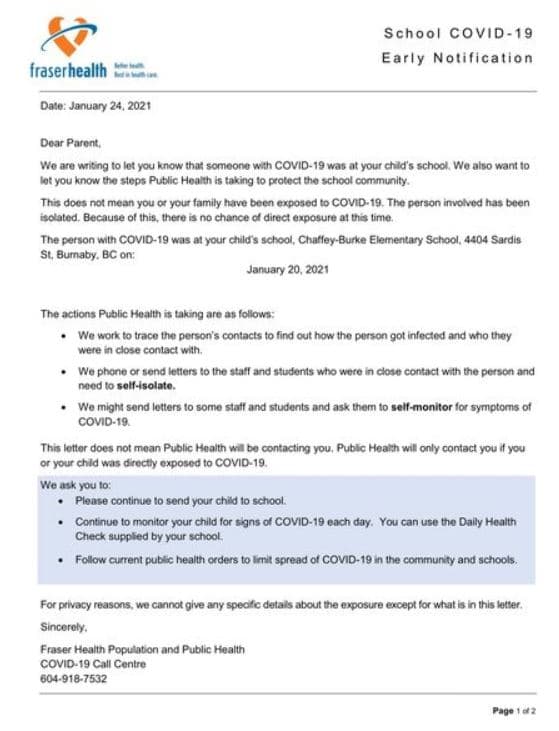 School COVID-19
Early Notification
fraserhealth
Better health.
Best in health care.
Date: January 24, 2021
Dear Parent,
We are writing to let you know that someone with COVID-19 was at your child's school. We also want to
let you know the steps Public Health is taking to protect the school community.
This does not mean you or your family have been exposed to COVID-19. The person involved has been
isolated. Because of this, there is no chance of direct exposure at this time.
The person with COVID-19 was at your child's school, Chaffey-Burke Elementary School, 4404 Sardis
St, Burnaby, BC on:
January 20, 2021
The actions Public Health is taking are as follows:
• We work to trace the person's contacts to find out how the person got infected and who they
were in close contact with.
• We phone or send letters to the staff and students who were in close contact with the person and
need to self-isolate.
• We might send letters to some staff and students and ask them to self-monitor for symptoms of
COVID-19.
This letter does not mean Public Health will be contacting you. Public Health will only contact you if you
or your child was directly exposed to COVID-19.
We ask you to:
• Please continue to send your child to school.
• Continue to monitor your child for signs of COVID-19 each day. You can use the Daily Health
Check supplied by your school.
• Follow current public health orders to limit spread of COVID-19 in the community and schools.
For privacy reasons, we cannot give any specific details about the exposure except for what is in this letter.
Sincerely,
Fraser Health Population and Public Health
COVID-19 Call Centre
604-918-7532
Page 1 of 2